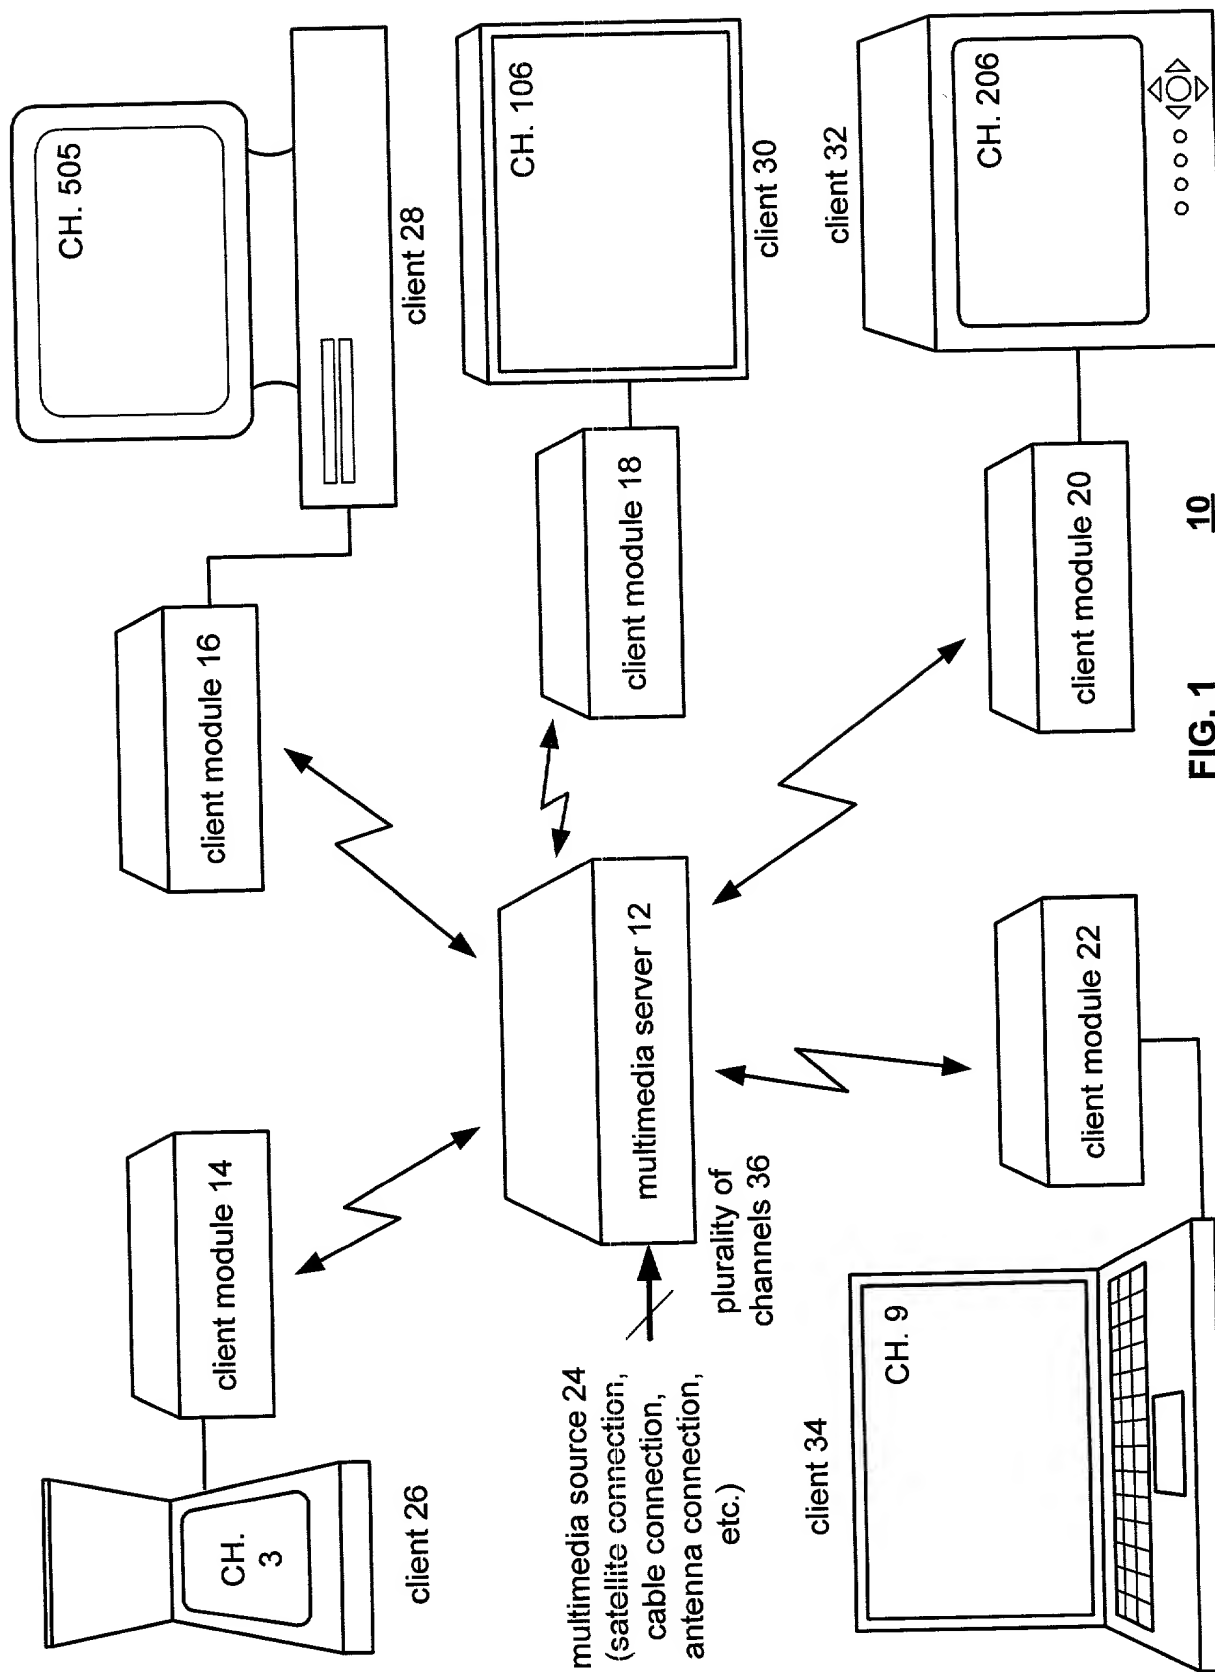 CH.
3
client 26
client module 14
client module 16
CH. 505
client 28
multimedia source 24
(satellite connection,
cable connection,
antenna connection,
etc.)
plurality of
channels 36
multimedia server 12
client module 18
CH. 106
client 30
client 34
CH. 9
client module 22
client module 20
client 32
CH. 206
FIG. 1
10